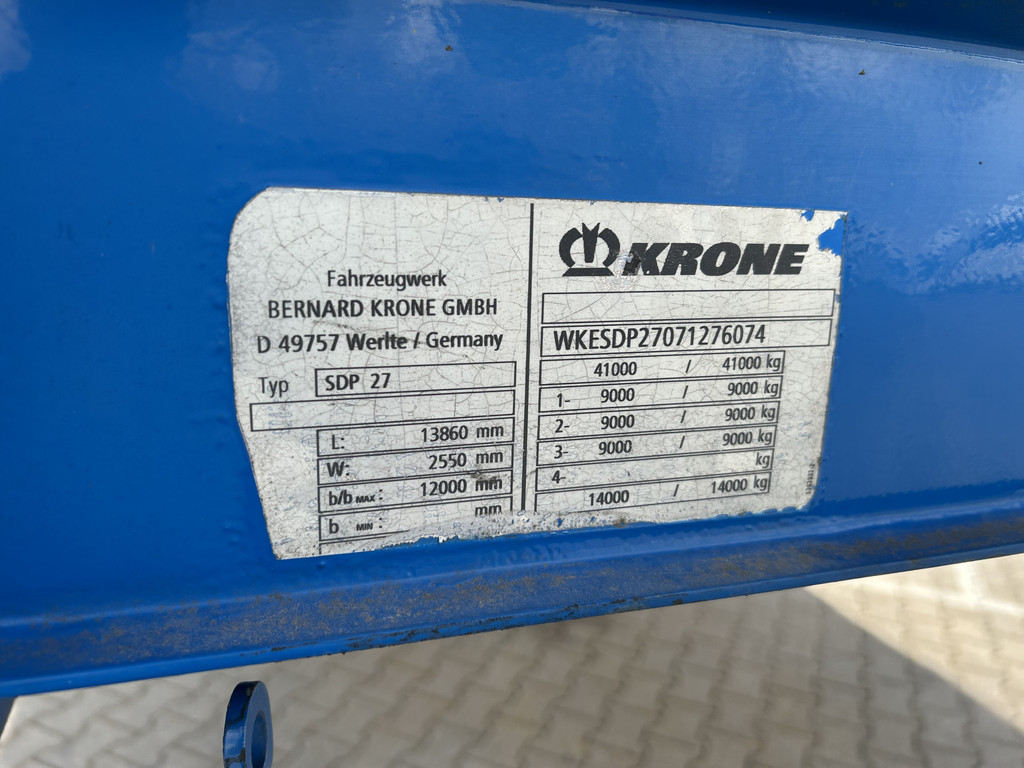 Fahrzeugwerk
BERNARD KRONE GMBH
D 49757 Werlte / Germany
Typ SDP 27
L: 13860 mm
W: 2550 mm
b/b MAX : 12000 mm
b MIN : mm
KRONE
WKESDP27071276074
41000 / 41000 kg
1- 9000 / 9000 kg
2- 9000 / 9000 kg
3- 9000 / 9000 kg
4- kg
14000 / 14000 kg